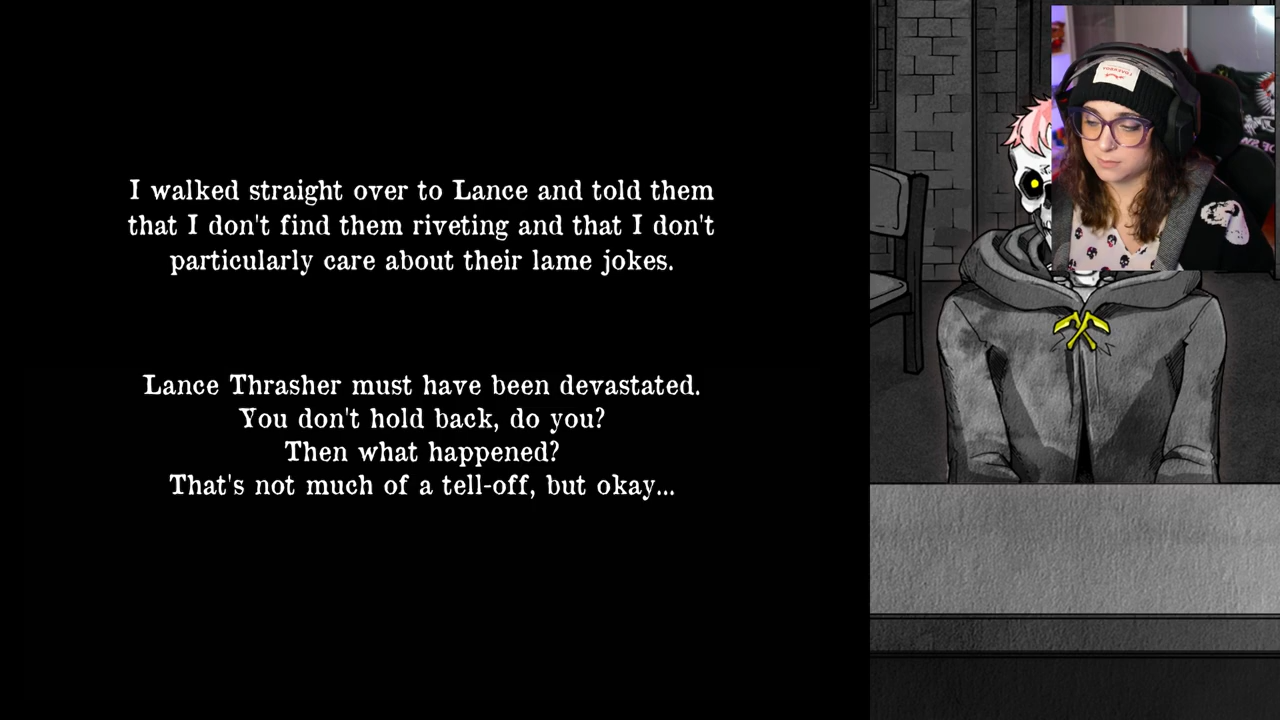 I walked straight over to Lance and told them
that I don't find them riveting and that I don't
particularly care about their lame jokes.
Lance Thrasher must have been devastated.
You don't hold back, do you?
Then what happened?
That's not much of a tell-off, but okay...